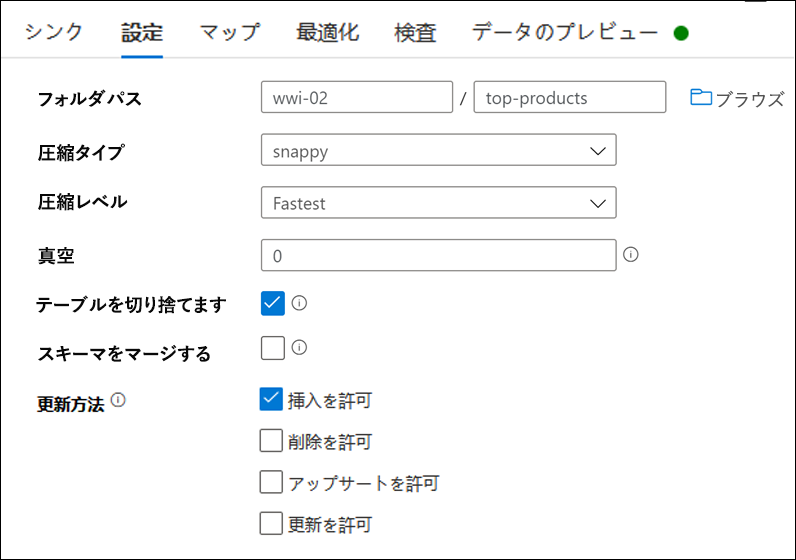 シンク 設定 マップ 最適化 検査 データのプレビュー
フォルダパス wwi-02 / top-products ブラウズ
圧縮タイプ snappy
圧縮レベル Fastest
真空 0
テーブルを切り捨てます
スキーマをマージする
更新方法 挿入を許可
削除を許可
アップサートを許可
更新を許可